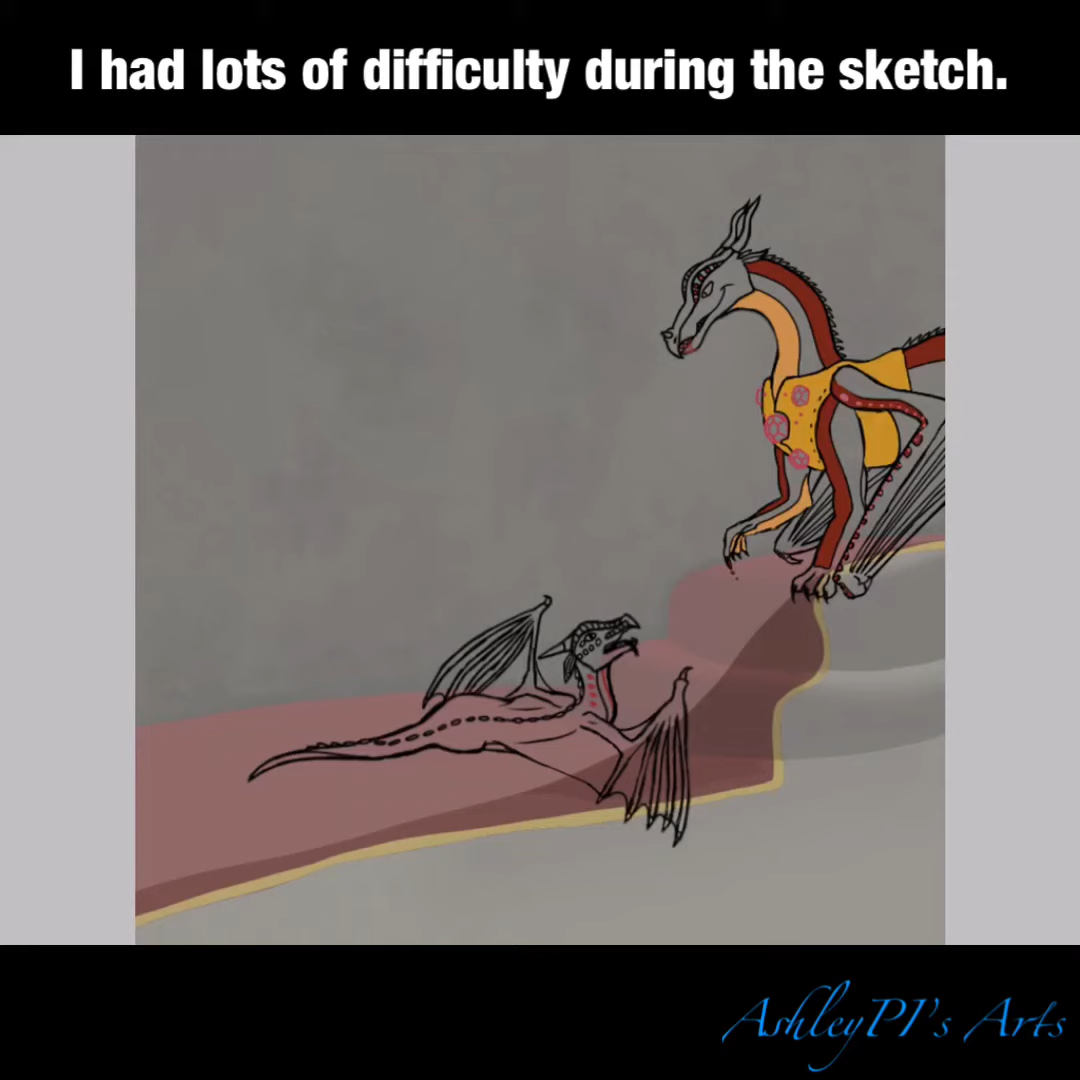 I had lots of difficulty during the sketch.
AshleyPI's Arts